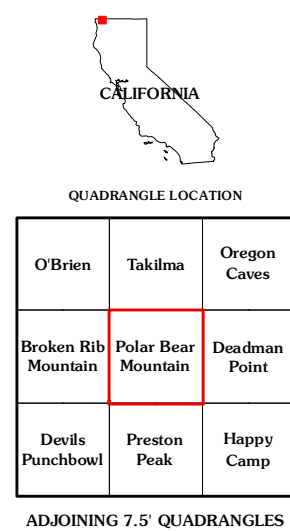 CALIFORNIA
QUADRANGLE LOCATION
O'Brien
Takilma
Oregon
Caves
Broken Rib
Mountain
Polar Bear
Mountain
Deadman
Point
Devils
Punchbowl
Preston
Peak
Happy
Camp
ADJOINING 7.5' QUADRANGLES